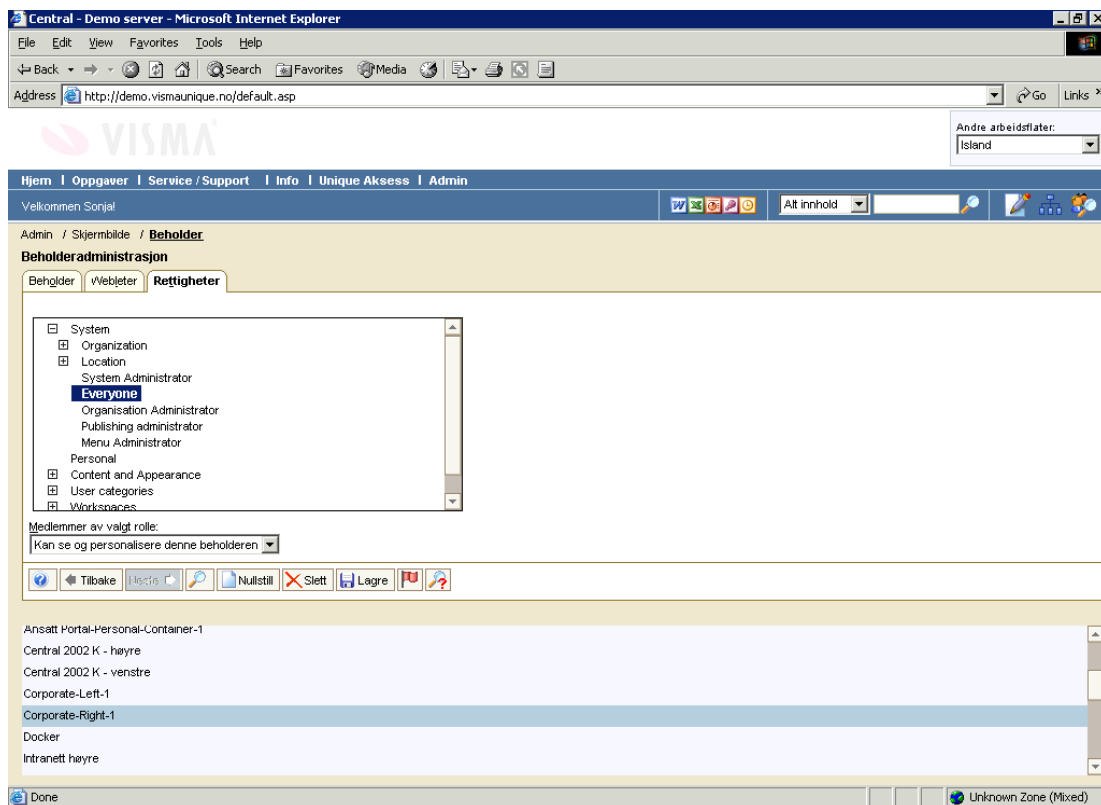 Central - Demo server - Microsoft Internet Explorer
File Edit View Favorites Tools Help
Back Search Favorites Media
Address http://demo.vismaunique.no/default.asp Go Links »
VISMA
Andre arbeidsflater:
Island
Hjem | Oppgaver | Service / Support | Info | Unique Aksess | Admin
Velkommen Sonja!
Alt innhold
Admin / Skjermbilde / Beholder
Beholderadministrasjon
Beholder Webleter Rettigheter
System
Organization
Location
System Administrator
Everyone
Organisation Administrator
Publishing administrator
Menu Administrator
Personal
Content and Appearance
User categories
Workspaces
Medlemmer av valgt rolle:
Kan se og personalisere denne beholderen
Tilbake Neste Nullstill Slett Lagre
Ansatt Portal-Personal-Container-1
Central 2002 K - høyre
Central 2002 K - venstre
Corporate-Left-1
Corporate-Right-1
Docker
Intranett høyre
Done Unknown Zone (Mixed)